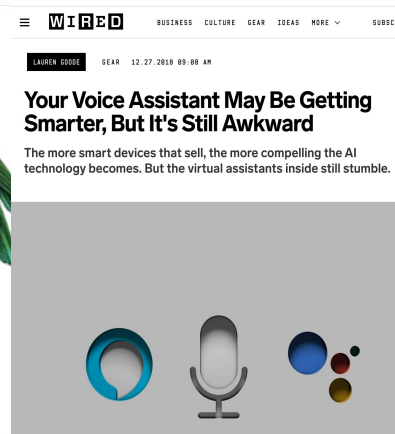 WIRED
BUSINESS CULTURE GEAR IDEAS MORE
SUBSC
LAUREN GOODE GEAR 12.27.2018 09:00 AM
Your Voice Assistant May Be Getting
Smarter, But It's Still Awkward
The more smart devices that sell, the more compelling the AI
technology becomes. But the virtual assistants inside still stumble.